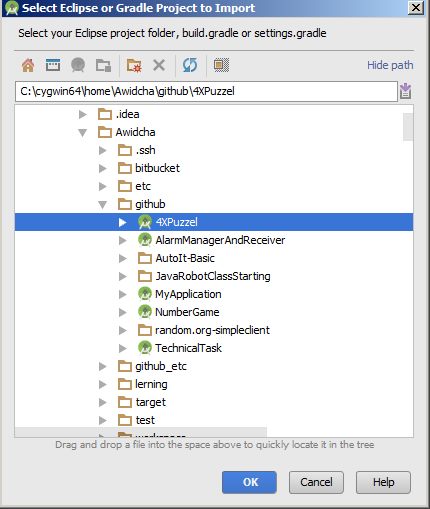 Select Eclipse or Gradle Project to Import
Select your Eclipse project folder, build.gradle or settings.gradle
Hide path
C:\cygwin64\home\Awidcha\github\4XPuzzel
.idea
Awidcha
.ssh
bitbucket
etc
github
4XPuzzel
AlarmManagerAndReceiver
AutoIt-Basic
JavaRobotClassStarting
MyApplication
NumberGame
random.org-simpleclient
TechnicalTask
github_etc
lerning
target
test
Drag and drop a file into the space above to quickly locate it in the tree
OK Cancel Help